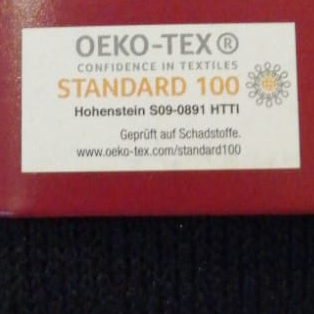 OEKO-TEX®
CONFIDENCE IN TEXTILES
STANDARD 100
Hohenstein S09-0891 HTTI
Geprüft auf Schadstoffe.
www.oeko-tex.com/standard100